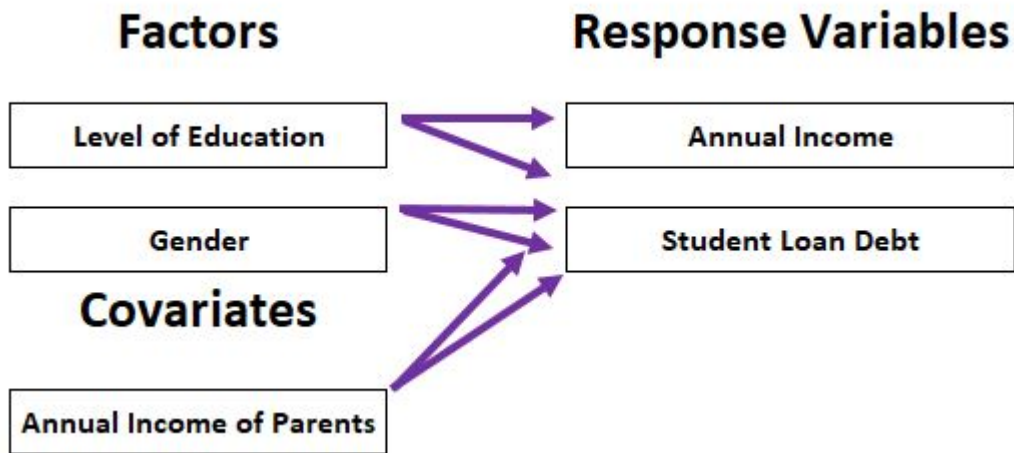 Factors
Response Variables
Level of Education
Annual Income
Gender
Student Loan Debt
Covariates
Annual Income of Parents